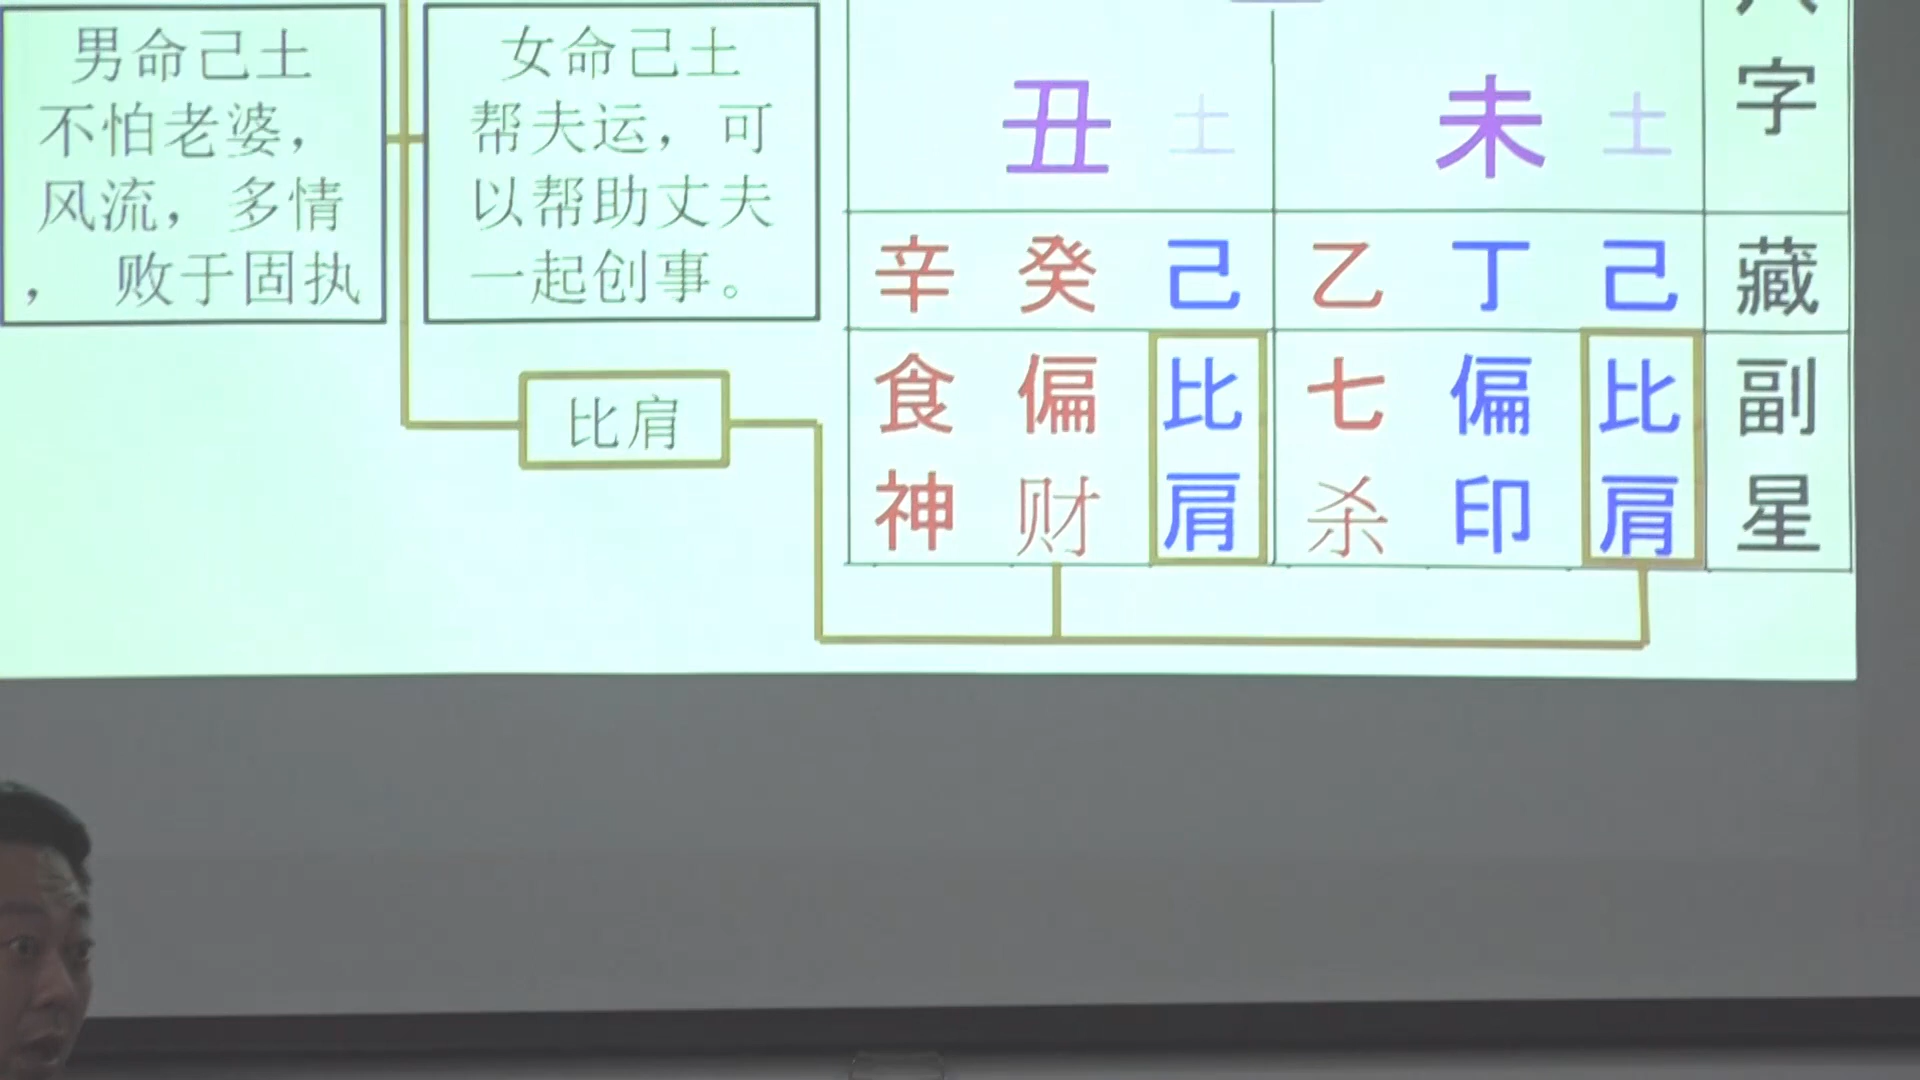 男命己土
不怕老婆，
风流，多情
，败于固执
女命己土
帮夫运，可
以帮助丈夫
一起创事。
比肩
丑 土 未 土 字
辛 癸 己 乙 丁 己 藏
食 偏 比 七 偏 比 副
神 财 肩 杀 印 肩 星